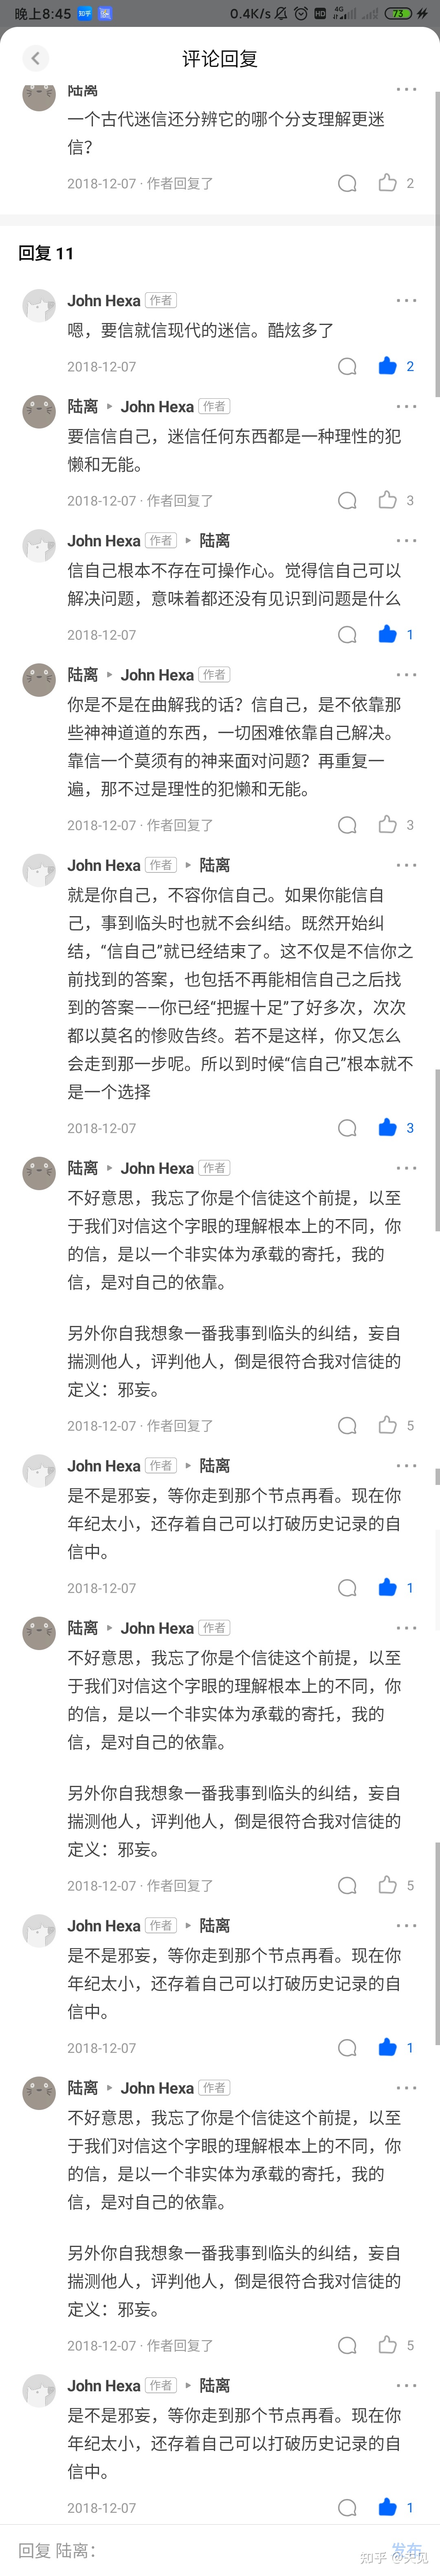 晚上8:45 知乎 0.4K/s HD 4G 73
评论回复
陆离
一个古代迷信还分辨它的哪个分支理解更迷
信？
2018-12-07 · 作者回复了 2
回复 11
John Hexa 作者
嗯，要信就信现代的迷信。酷炫多了
2018-12-07 2
陆离 ▸ John Hexa 作者
要信信自己，迷信任何东西都是一种理性的犯
懒和无能。
2018-12-07 · 作者回复了 3
John Hexa 作者 ▸ 陆离
信自己根本不存在可操作心。觉得信自己可以
解决问题，意味着都还没有见识到问题是什么
2018-12-07 1
陆离 ▸ John Hexa 作者
你是不是在曲解我的话？信自己，是不依靠那
些神神道道的东西，一切困难依靠自己解决。
靠信一个莫须有的神来面对问题？再重复一
遍，那不过是理性的犯懒和无能。
2018-12-07 · 作者回复了 3
John Hexa 作者 ▸ 陆离
就是你自己，不容你信自己。如果你能信自
己，事到临头时也就不会纠结。既然开始纠
结，“信自己”就已经结束了。这不仅是不信你之
前找到的答案，也包括不再能相信自己之后找
到的答案——你已经“把握十足”了好多次，次次
都以莫名的惨败告终。若不是这样，你又怎么
会走到那一步呢。所以到时候“信自己”根本就不
是一个选择
2018-12-07 3
陆离 ▸ John Hexa 作者
不好意思，我忘了你是个信徒这个前提，以至
于我们对信这个字眼的理解根本上的不同，你
的信，是以一个非实体为承载的寄托，我的
信，是对自己的依靠。
另外你自我想象一番我事到临头的纠结，妄自
揣测他人，评判他人，倒是很符合我对信徒的
定义：邪妄。
2018-12-07 · 作者回复了 5
John Hexa 作者 ▸ 陆离
是不是邪妄，等你走到那个节点再看。现在你
年纪太小，还存着自己可以打破历史记录的自
信中。
2018-12-07 1
陆离 ▸ John Hexa 作者
不好意思，我忘了你是个信徒这个前提，以至
于我们对信这个字眼的理解根本上的不同，你
的信，是以一个非实体为承载的寄托，我的
信，是对自己的依靠。
另外你自我想象一番我事到临头的纠结，妄自
揣测他人，评判他人，倒是很符合我对信徒的
定义：邪妄。
2018-12-07 · 作者回复了 5
John Hexa 作者 ▸ 陆离
是不是邪妄，等你走到那个节点再看。现在你
年纪太小，还存着自己可以打破历史记录的自
信中。
2018-12-07 1
陆离 ▸ John Hexa 作者
不好意思，我忘了你是个信徒这个前提，以至
于我们对信这个字眼的理解根本上的不同，你
的信，是以一个非实体为承载的寄托，我的
信，是对自己的依靠。
另外你自我想象一番我事到临头的纠结，妄自
揣测他人，评判他人，倒是很符合我对信徒的
定义：邪妄。
2018-12-07 · 作者回复了 5
John Hexa 作者 ▸ 陆离
是不是邪妄，等你走到那个节点再看。现在你
年纪太小，还存着自己可以打破历史记录的自
信中。
2018-12-07 1
回复 陆离： 发布
知乎